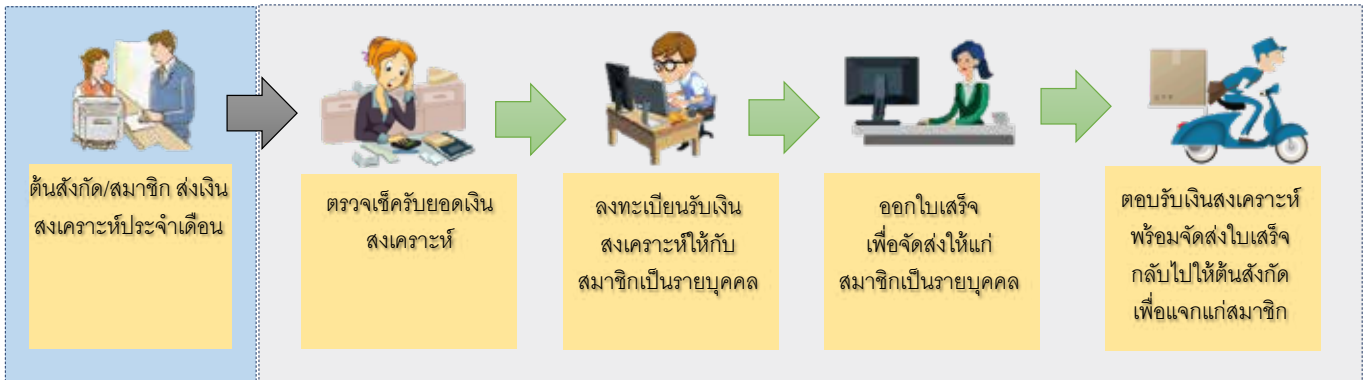 ต้นสังกัด/สมาชิก ส่งเงิน
สงเคราะห์ประจำเดือน
ตรวจเช็ครับยอดเงิน
สงเคราะห์
ลงทะเบียนรับเงิน
สงเคราะห์ให้กับ
สมาชิกเป็นรายบุคคล
ออกใบเสร็จ
เพื่อจัดส่งให้แก่
สมาชิกเป็นรายบุคคล
ตอบรับเงินสงเคราะห์
พร้อมจัดส่งใบเสร็จ
กลับไปให้ต้นสังกัด
เพื่อแจกแก่สมาชิก